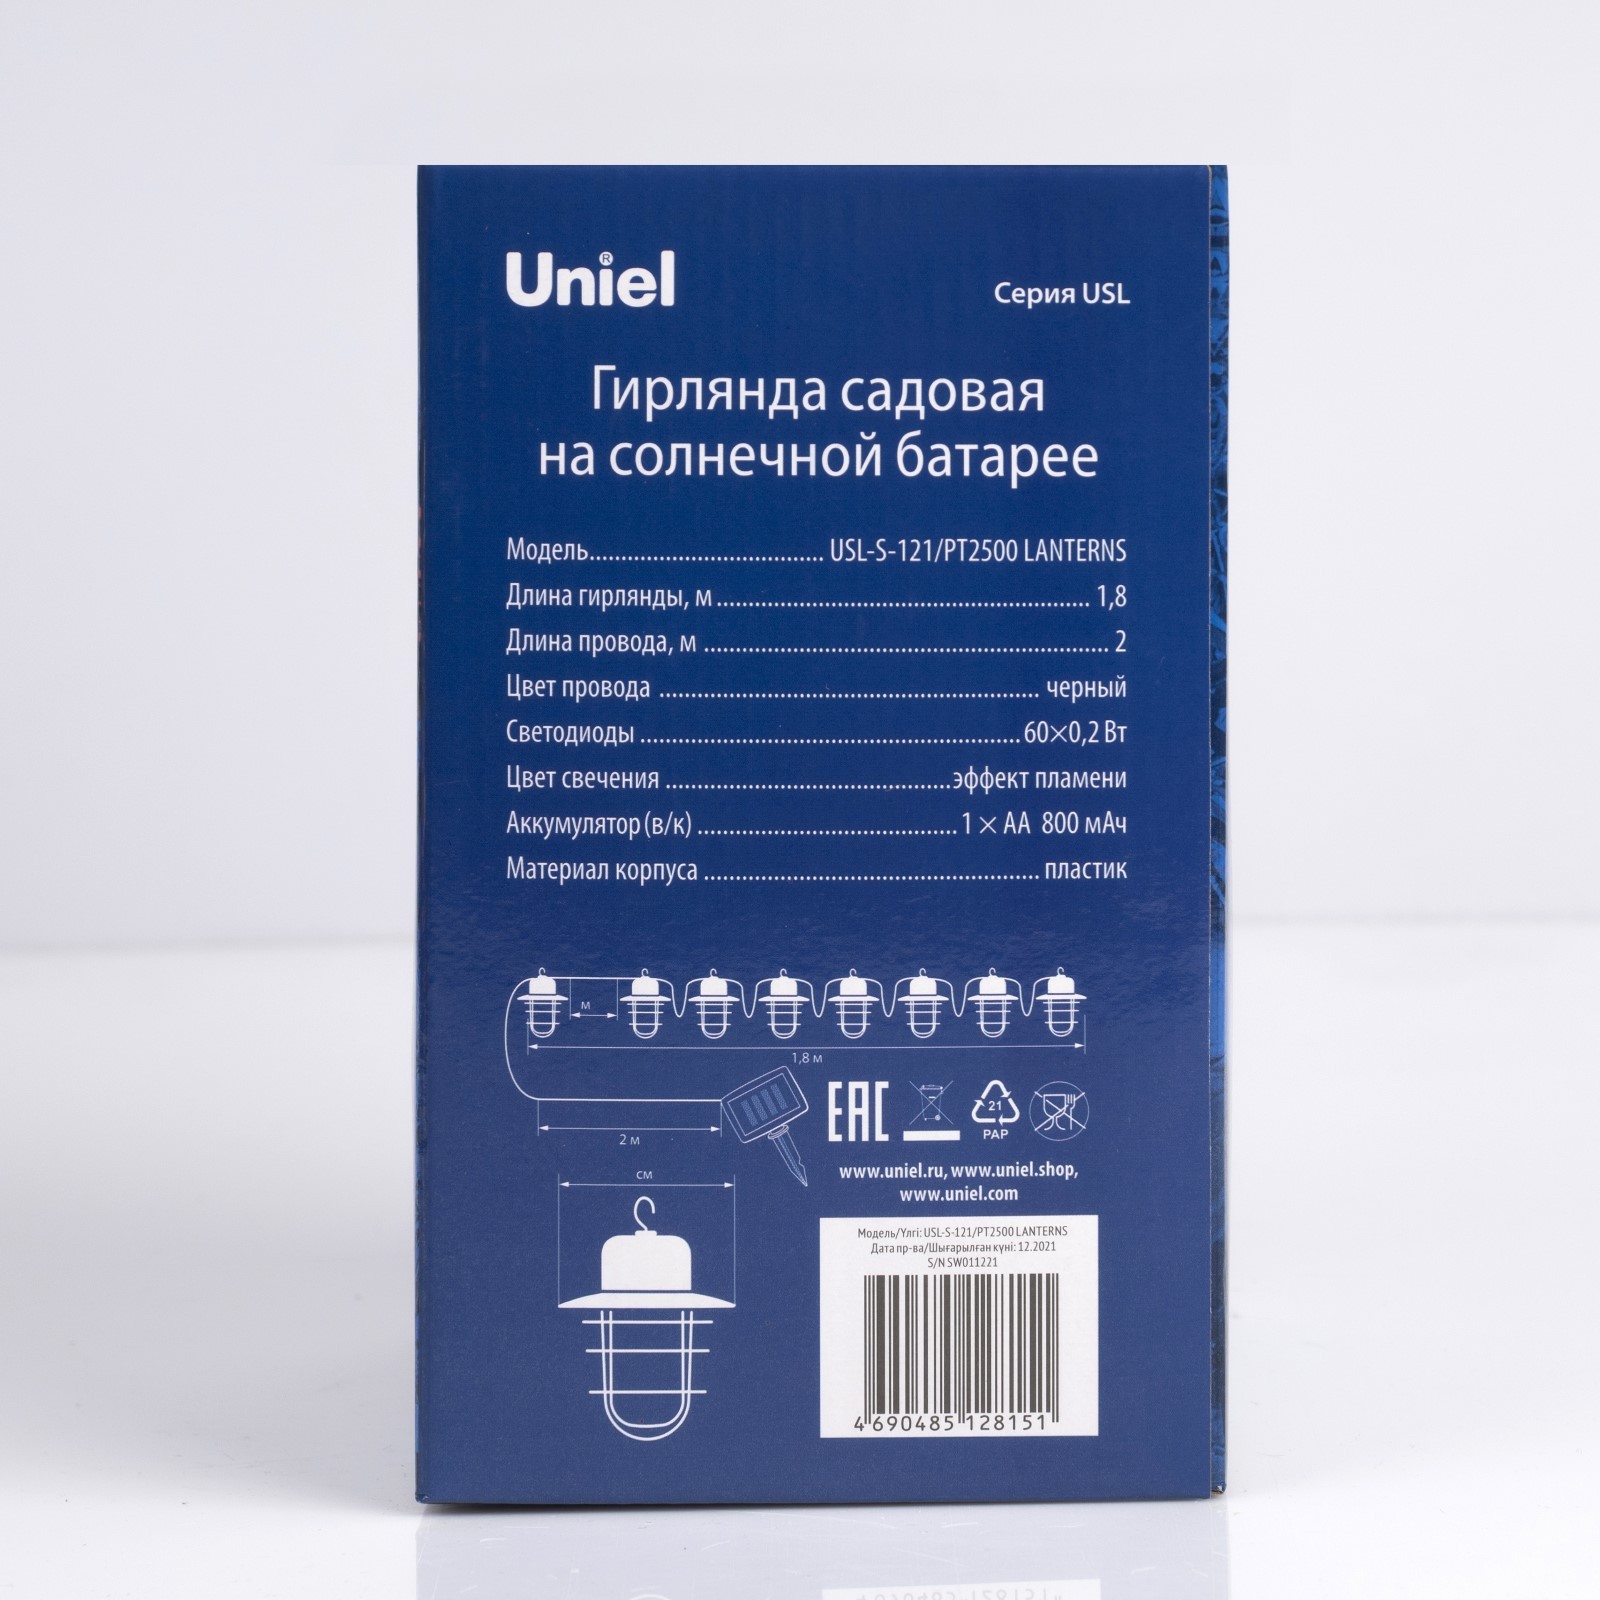 Uniel®
Серия USL
Гирлянда садовая
на солнечной батарее
Модель..................................... USL-S-121/PT2500 LANTERNS
Длина гирлянды, м........................................................... 1,8
Длина провода, м ................................................................ 2
Цвет провода ............................................................ черный
Светодиоды ............................................................60×0,2 Вт
Цвет свечения .............................................эффект пламени
Аккумулятор (в/к) .........................................1 × AA 800 мАч
Материал корпуса ..................................................... пластик
м
1,8 м
2 м
см
EAC
21
PAP
www.uniel.ru, www.uniel.shop,
www.uniel.com
Модель/Үлгі: USL-S-121/PT2500 LANTERNS
Дата пр-ва/Шығарылған күні: 12.2021
S/N SW011221
4 690485 128151